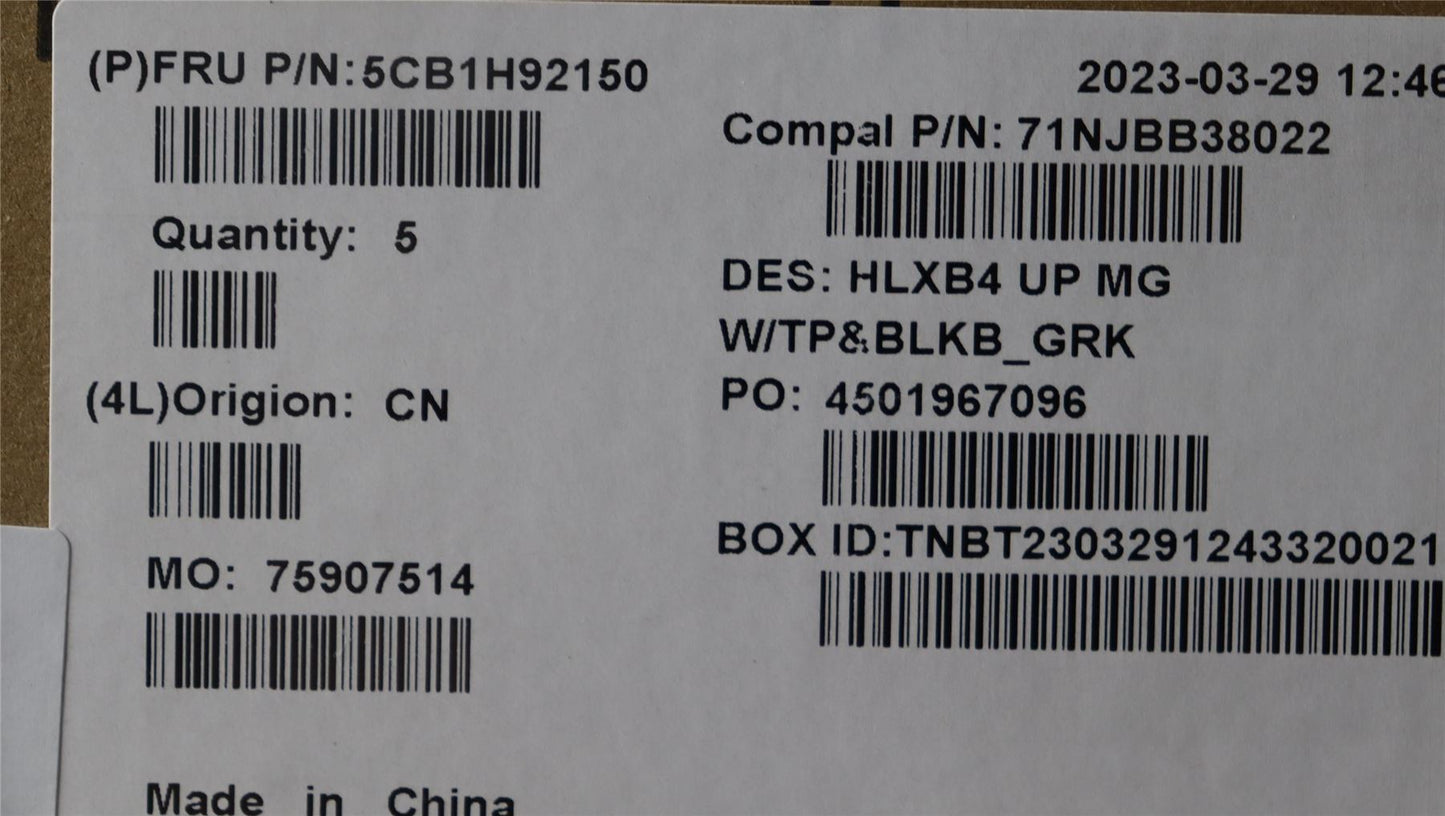 (P)FRU P/N:5CB1H92150
2023-03-29 12:46
Compal P/N: 71NJBB38022
Quantity: 5
DES: HLXB4 UP MG
W/TP&BLKB_GRK
(4L)Origion: CN
PO: 4501967096
BOX ID:TNBT2303291243320021
MO: 75907514
Made in China